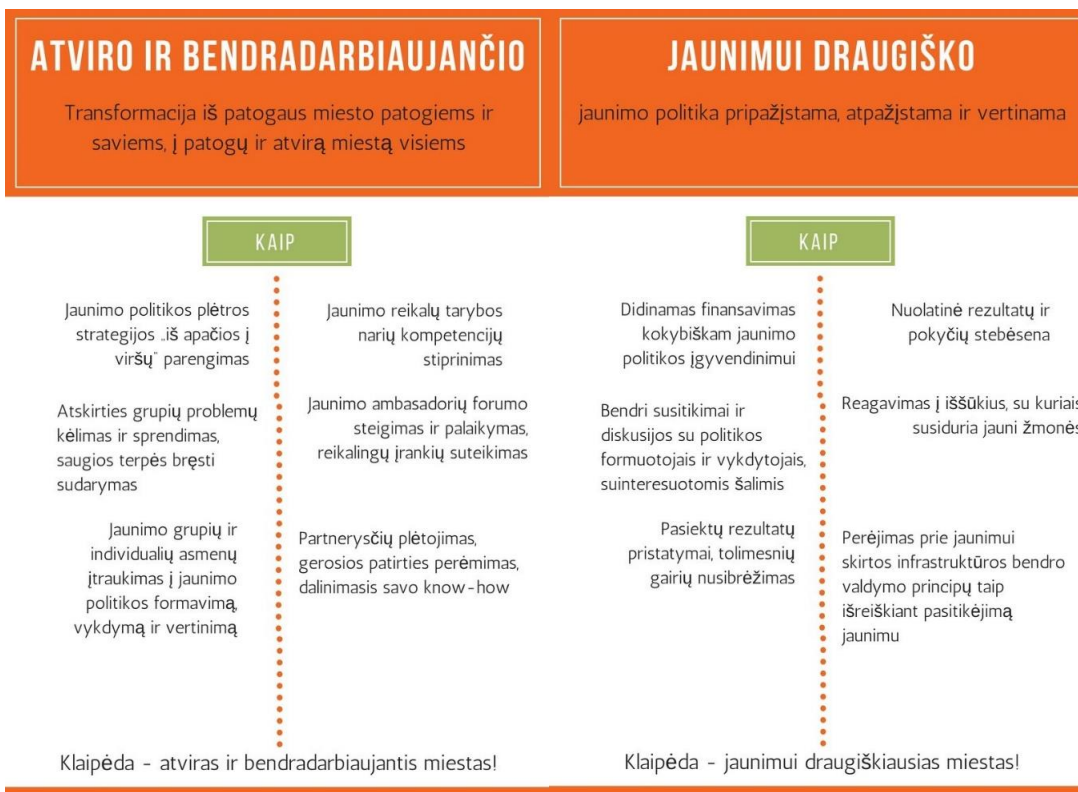 ATVIRO IR BENDRADARBIAUJANČIO
Transformacija iš patogaus miesto patogiems ir
saviems, į patogų ir atvirą miestą visiems
KAIP
Jaunimo politikos plėtros
strategijos „iš apačios į
viršų" parengimas
Jaunimo reikalų tarybos
narių kompetencijų
stiprinimas
Atskirties grupių problemų
kėlimas ir sprendimas,
saugios terpės bręsti
sudarymas
Jaunimo ambasadorių forumo
steigimas ir palaikymas,
reikalingų įrankių suteikimas
Jaunimo grupių ir
individualių asmenų
įtraukimas į jaunimo
politikos formavimą,
vykdymą ir vertinimą
Partnerysčių plėtojimas,
gerosios patirties perėmimas,
dalinimasis savo know-how
Klaipėda - atviras ir bendradarbiaujantis miestas!
JAUNIMUI DRAUGIŠKO
jaunimo politika pripažįstama, atpažįstama ir vertinama
KAIP
Didinamas finansavimas
kokybiškam jaunimo
politikos įgyvendinimui
Nuolatinė rezultatų ir
pokyčių stebėsena
Bendri susitikimai ir
diskusijos su politikos
formuotojais ir vykdytojais,
suinteresuotomis šalimis
Reagavimas į iššūkius, su kuriais
susiduria jauni žmonės
Pasiektų rezultatų
pristatymai, tolimesnių
gairių nusibrėžimas
Perėjimas prie jaunimui
skirtos infrastruktūros bendro
valdymo principų taip
išreiškiant pasitikėjimą
jaunimu
Klaipėda - jaunimui draugiškiausias miestas!